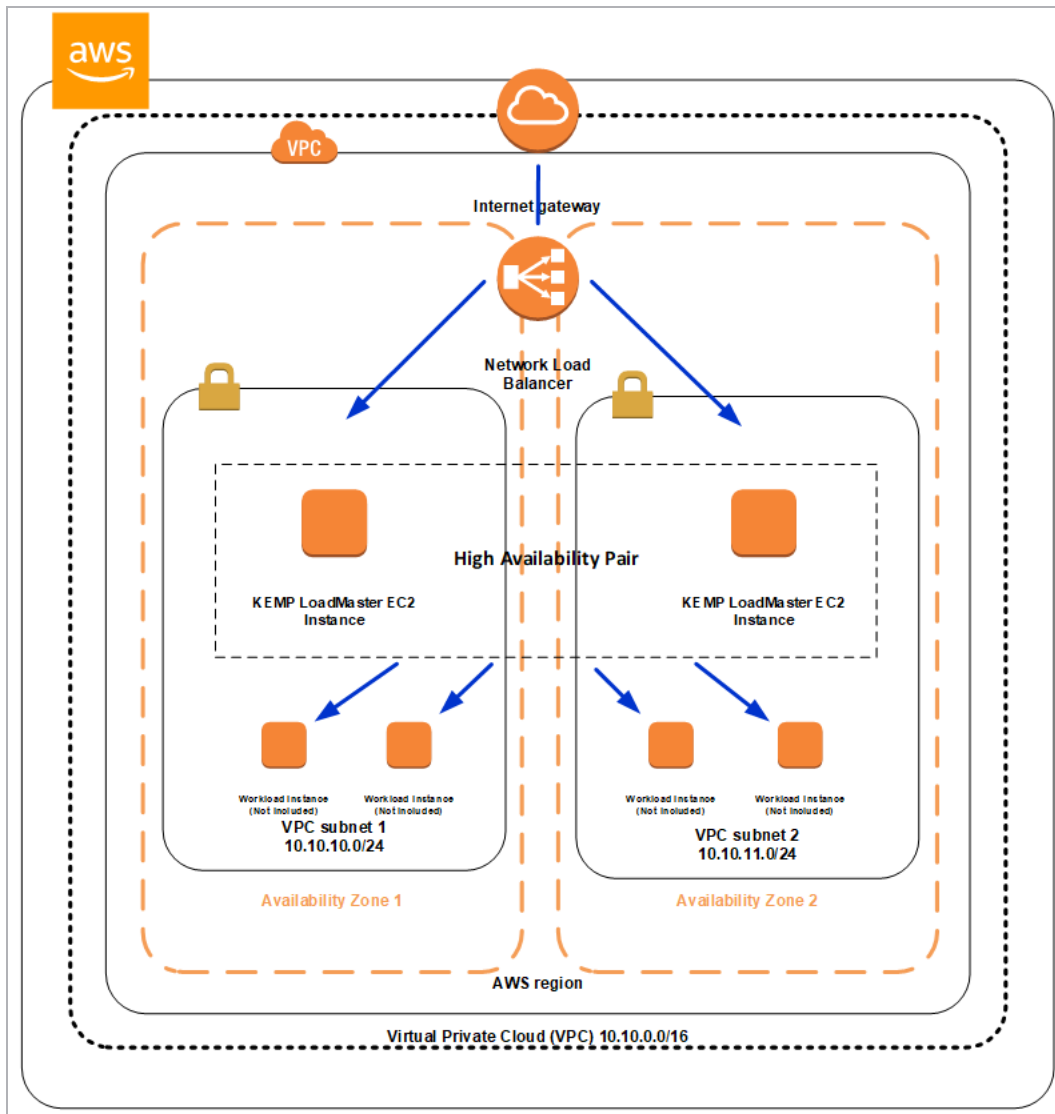 aws
VPC
Internet gateway
Network Load
Balancer
High Availability Pair
KEMP LoadMaster EC2
Instance
KEMP LoadMaster EC2
Instance
Workload Instance
(Not Included)
Workload Instance
(Not Included)
Workload Instance
(Not Included)
Workload Instance
(Not Included)
VPC subnet 1
10.10.10.0/24
VPC subnet 2
10.10.11.0/24
Availability Zone 1
Availability Zone 2
AWS region
Virtual Private Cloud (VPC) 10.10.0.0/16